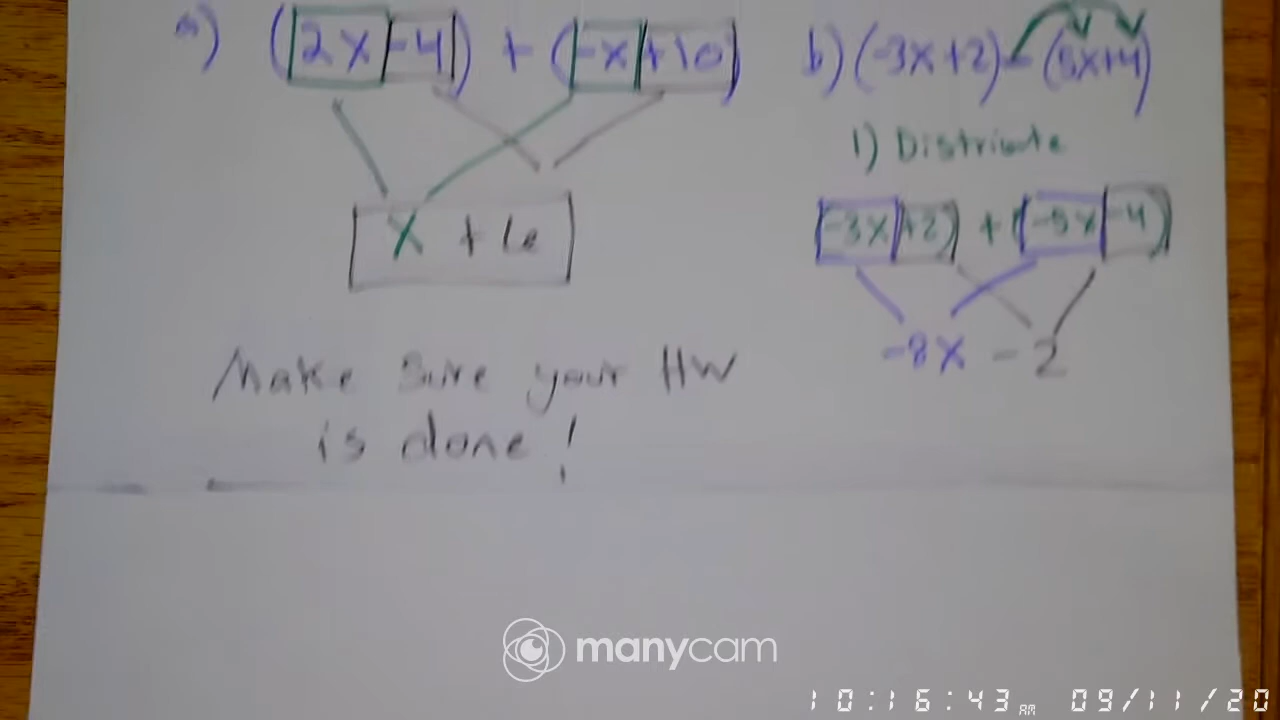 a) (2x-4) + (-x+10)
x + 6
Make sure your HW
is done!
b) (-3x+2) - (5x+4)
1) Distribute
(-3x+2) + (-5x-4)
-8x - 2
manycam
10:16:43 AM 09/11/20